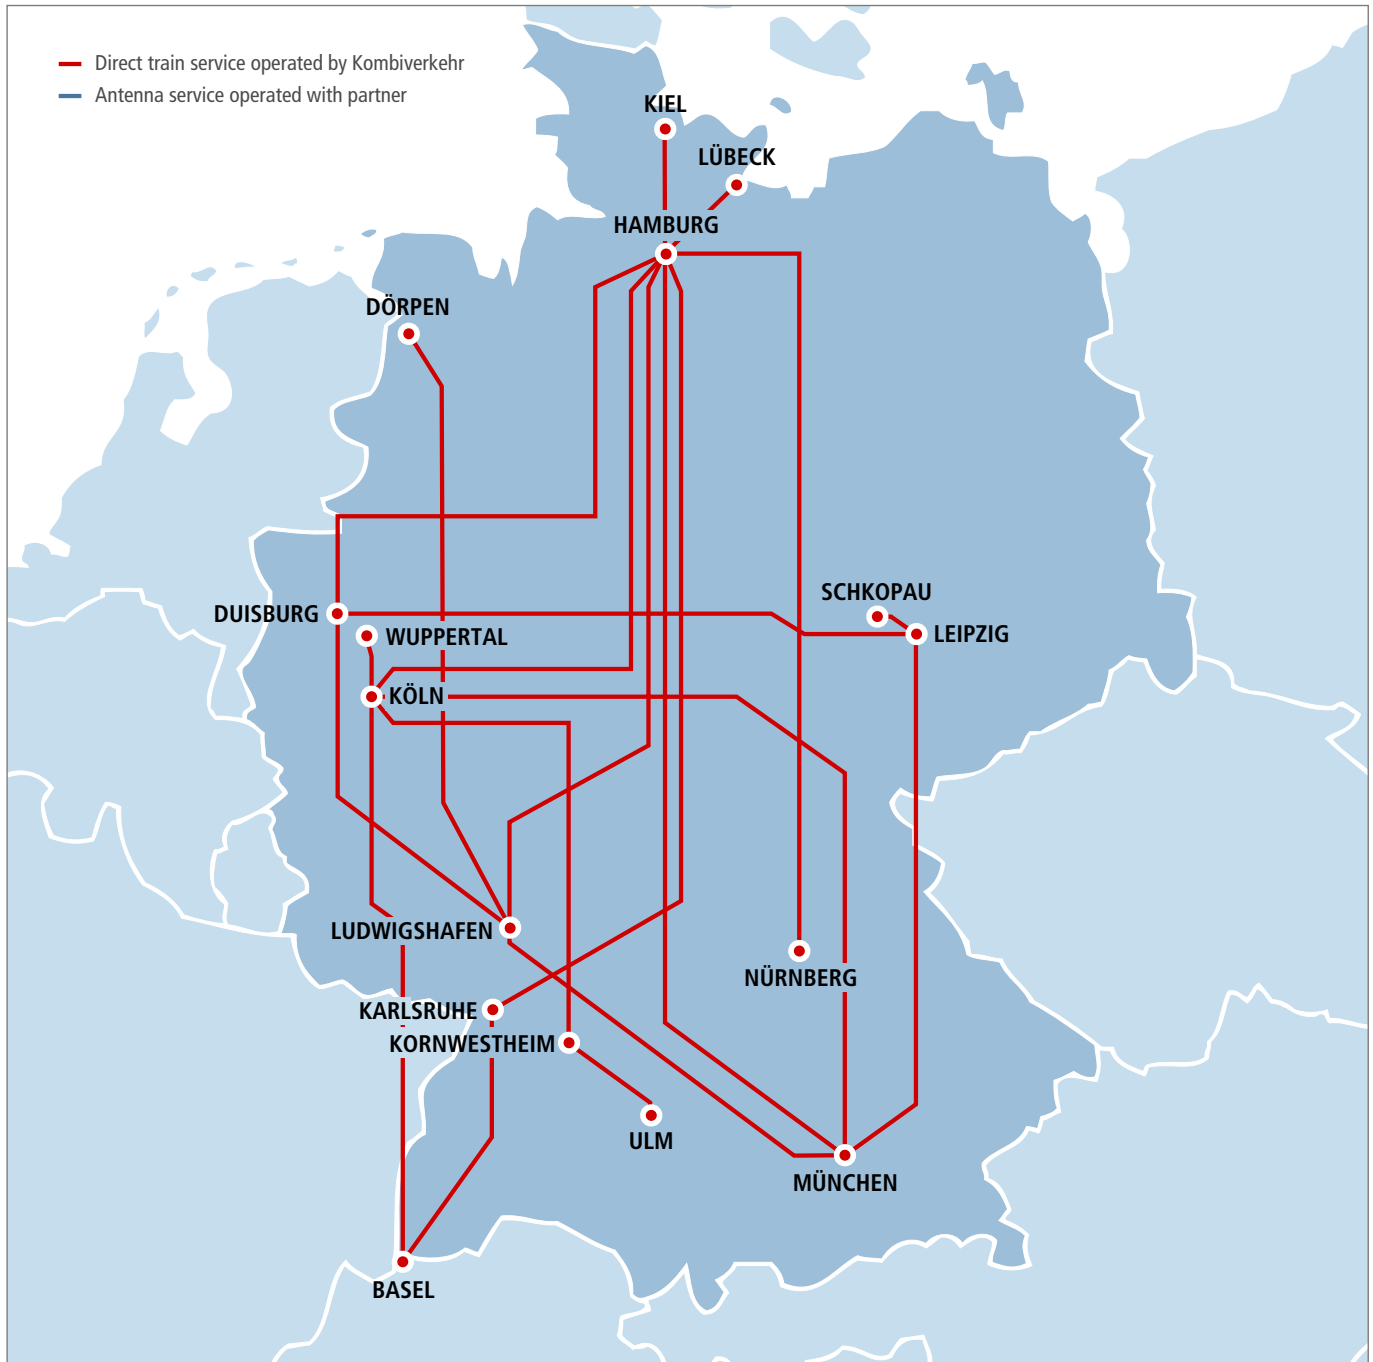 Direct train service operated by Kombiverkehr
Antenna service operated with partner
KIEL
LÜBECK
HAMBURG
DÖRPEN
SCHKOPAU
DUISBURG
WUPPERTAL
LEIPZIG
KÖLN
LUDWIGSHAFEN
NÜRNBERG
KARLSRUHE
KORNWESTHEIM
ULM
MÜNCHEN
BASEL